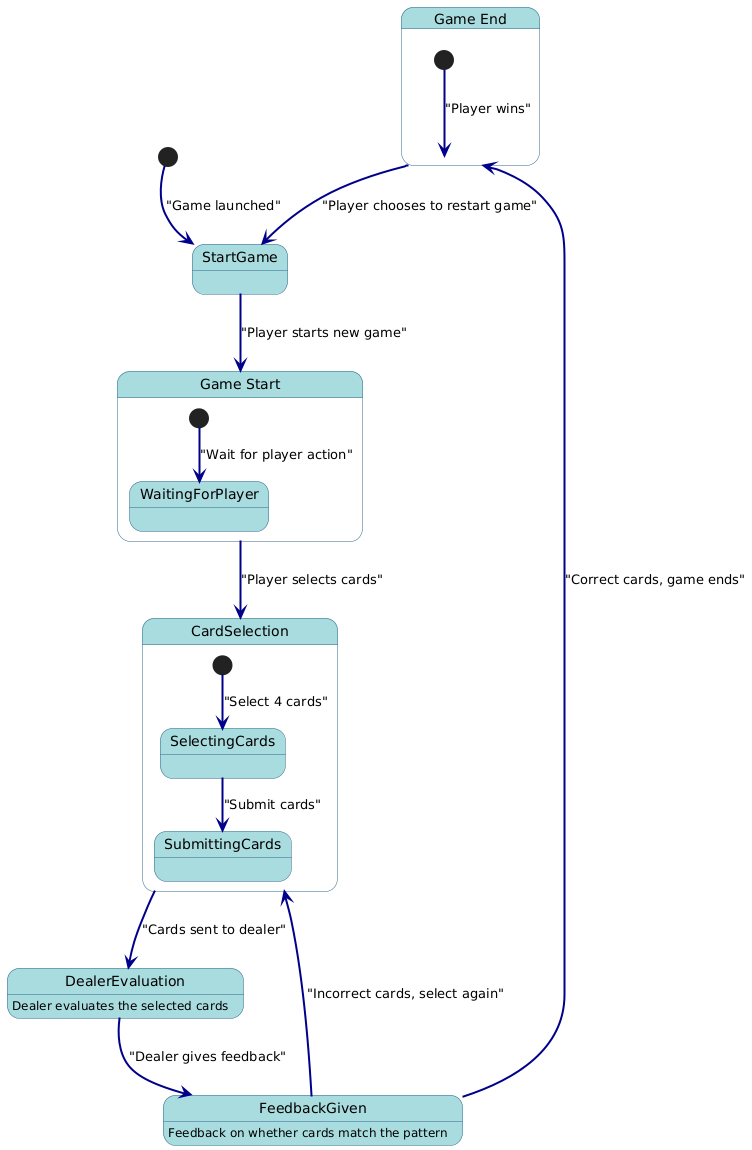 Game End
"Player wins"
"Game launched"
"Player chooses to restart game"
StartGame
"Player starts new game"
Game Start
"Wait for player action"
WaitingForPlayer
"Player selects cards"
"Correct cards, game ends"
CardSelection
"Select 4 cards"
SelectingCards
"Submit cards"
SubmittingCards
"Cards sent to dealer"
DealerEvaluation
Dealer evaluates the selected cards
"Incorrect cards, select again"
"Dealer gives feedback"
FeedbackGiven
Feedback on whether cards match the pattern